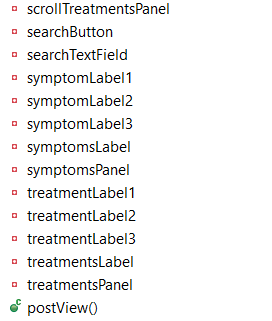 scrollTreatmentsPanel
searchButton
searchTextField
symptomLabel1
symptomLabel2
symptomLabel3
symptomsLabel
symptomsPanel
treatmentLabel1
treatmentLabel2
treatmentLabel3
treatmentsLabel
treatmentsPanel
C postView()